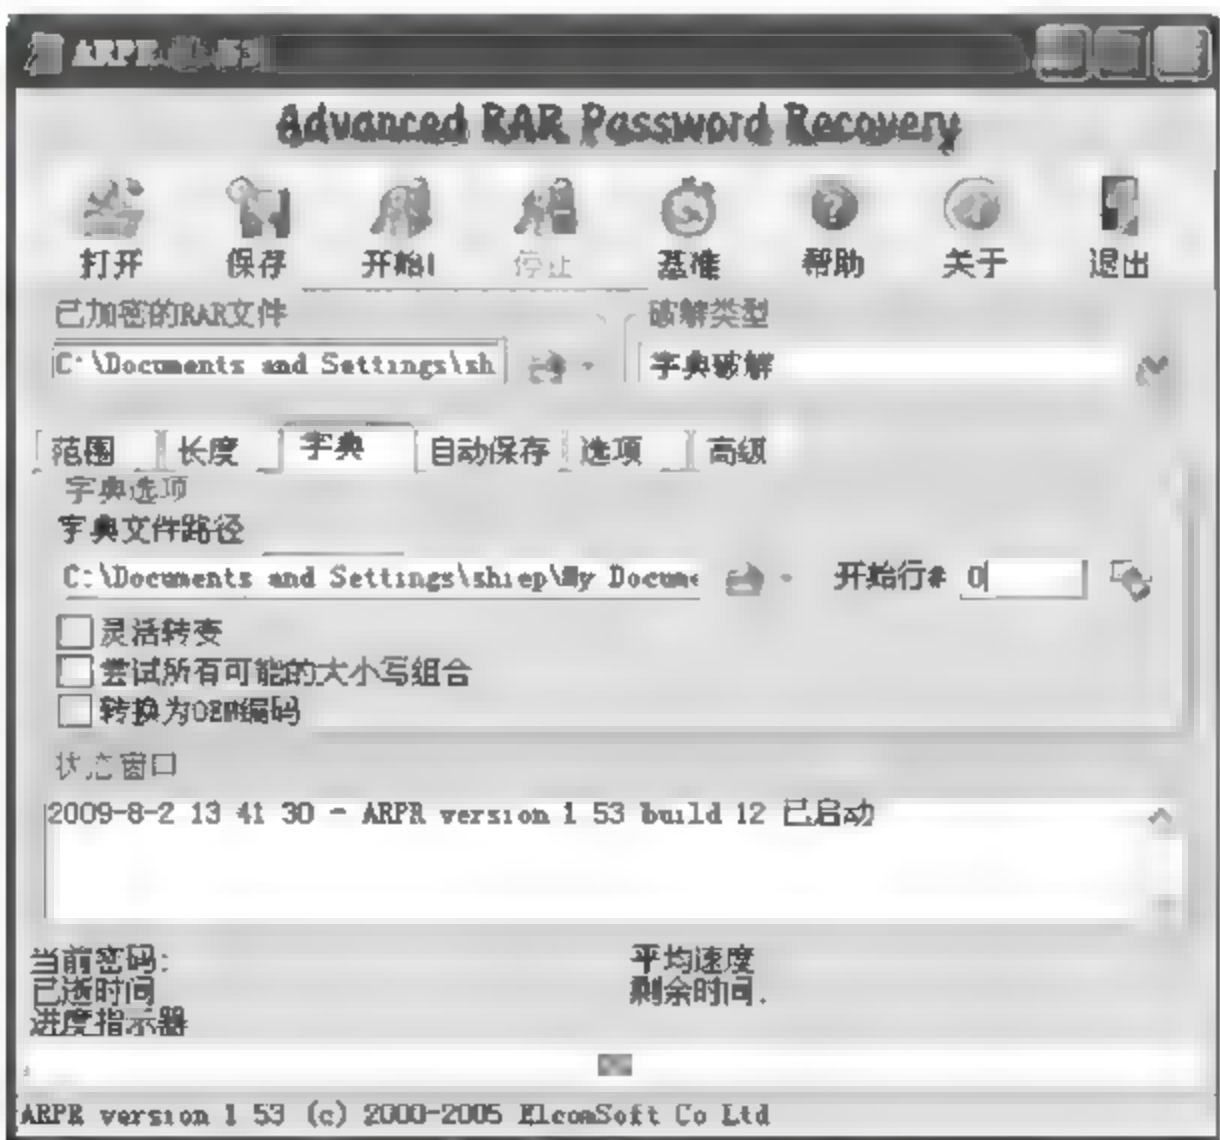 ARPR 1.53
Advanced RAR Password Recovery
打开 保存 开始! 停止 基准 帮助 关于 退出
已加密的RAR文件 破解类型
C:\Documents and Settings\sh 字典破解
范围 长度 字典 自动保存 选项 高级
字典选项
字典文件路径
C:\Documents and Settings\shiep\My Docume 开始行# 0
灵活转变
尝试所有可能的大小写组合
转换为OEM编码
状态窗口
2009-8-2 13 41 30 - ARPR version 1 53 build 12 已启动
当前密码: 平均速度
已逝时间 剩余时间.
进度指示器
ARPR version 1 53 (c) 2000-2005 ElcomSoft Co Ltd